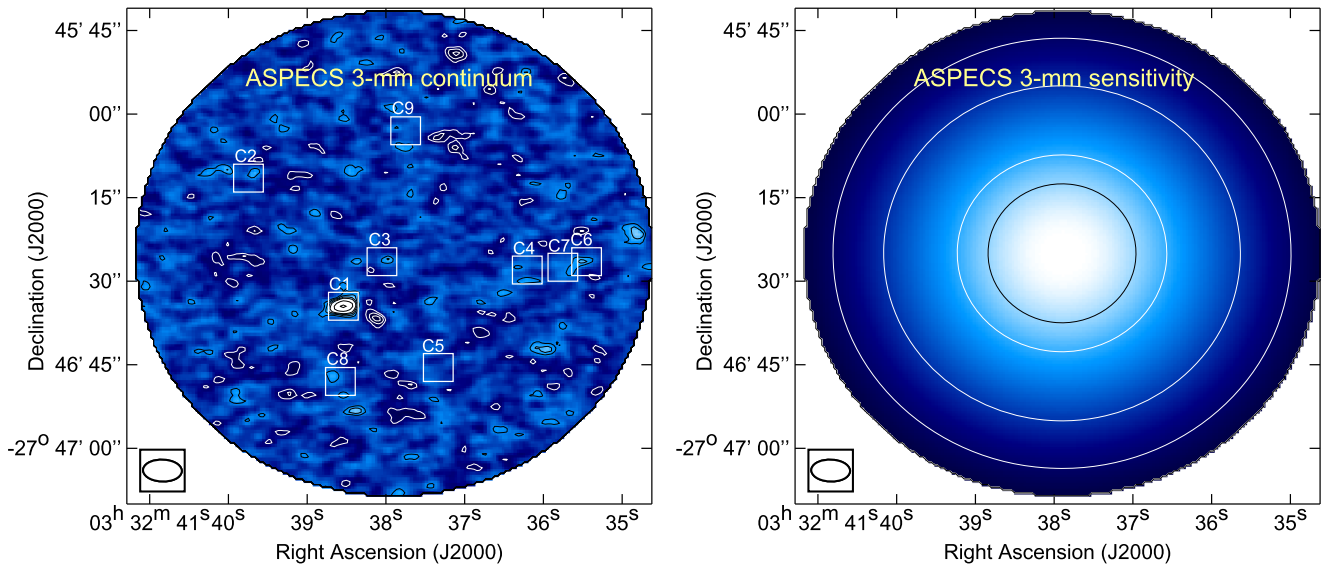 ASPECS 3-mm continuum
45' 45''
00''
15''
30''
46' 45''
-27° 47' 00''
Declination (J2000)
C9
C2
C3
C4
C7
C6
C1
C5
C8
03h 32m 41s 40s 39s 38s 37s 36s 35s
Right Ascension (J2000)
ASPECS 3-mm sensitivity
45' 45''
00''
15''
30''
46' 45''
-27° 47' 00''
Declination (J2000)
03h 32m 41s 40s 39s 38s 37s 36s 35s
Right Ascension (J2000)